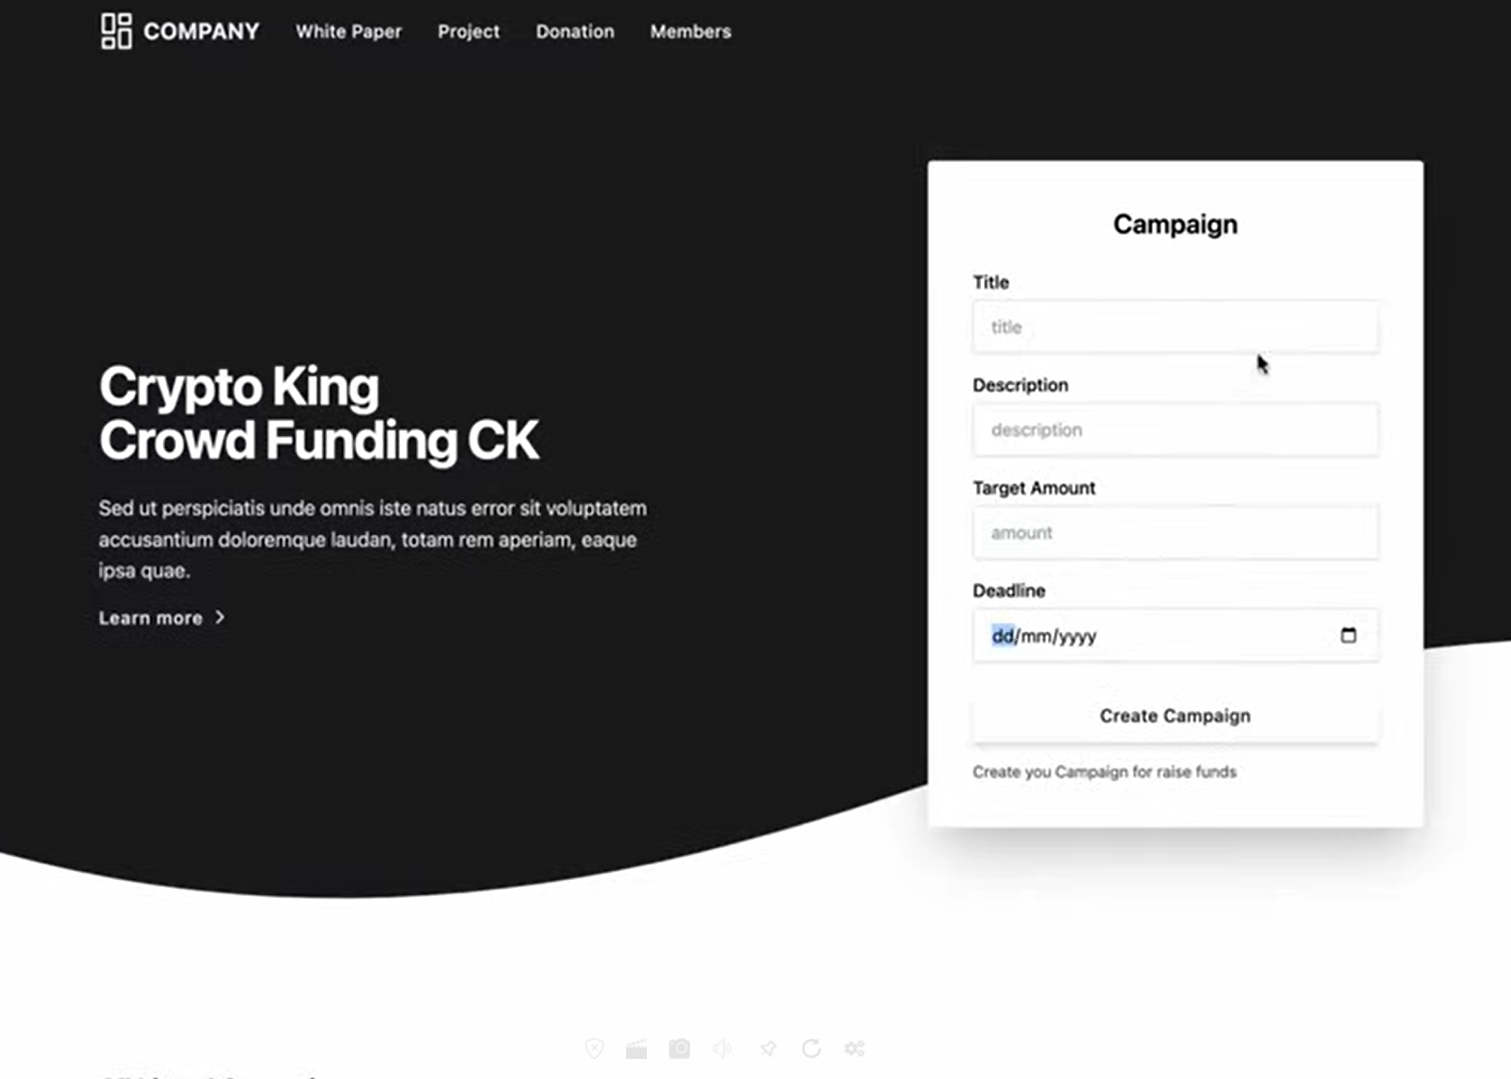 COMPANY White Paper Project Donation Members
Crypto King
Crowd Funding CK
Sed ut perspiciatis unde omnis iste natus error sit voluptatem
accusantium doloremque laudan, totam rem aperiam, eaque
ipsa quae.
Learn more
Campaign
Title
title
Description
description
Target Amount
amount
Deadline
dd/mm/yyyy
Create Campaign
Create you Campaign for raise funds